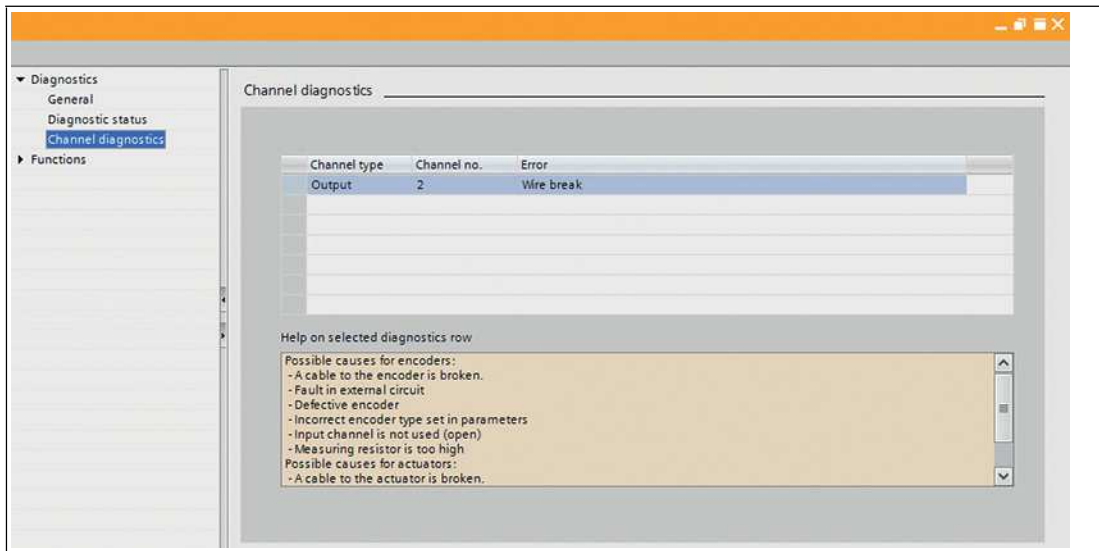 Diagnostics
General
Diagnostic status
Channel diagnostics
Functions
Channel diagnostics
Channel type Channel no. Error
Output 2 Wire break
Help on selected diagnostics row
Possible causes for encoders:
- A cable to the encoder is broken.
- Fault in external circuit
- Defective encoder
- Incorrect encoder type set in parameters
- Input channel is not used (open)
- Measuring resistor is too high
Possible causes for actuators:
- A cable to the actuator is broken.